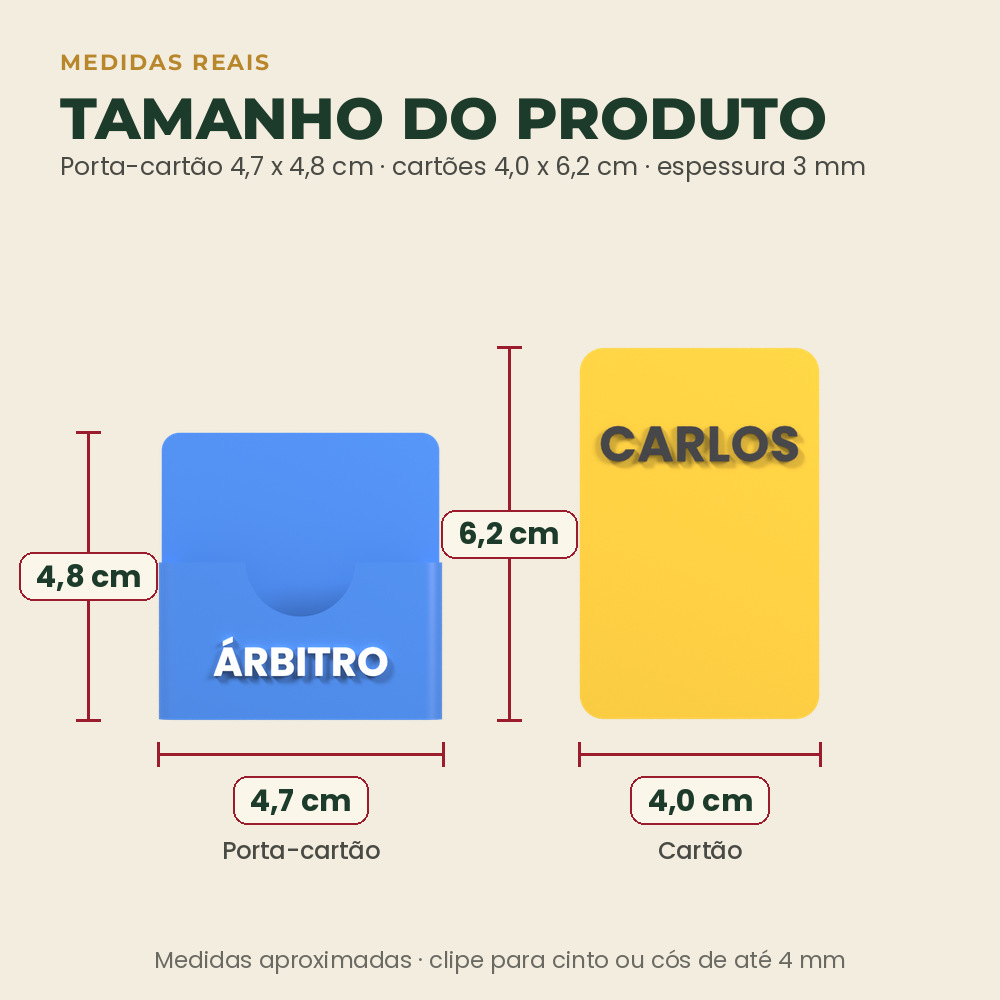 MEDIDAS REAIS
TAMANHO DO PRODUTO
Porta-cartão 4,7 x 4,8 cm · cartões 4,0 x 6,2 cm · espessura 3 mm
CARLOS
6,2 cm
4,8 cm
ÁRBITRO
4,7 cm
4,0 cm
Porta-cartão
Cartão
Medidas aproximadas · clipe para cinto ou cós de até 4 mm